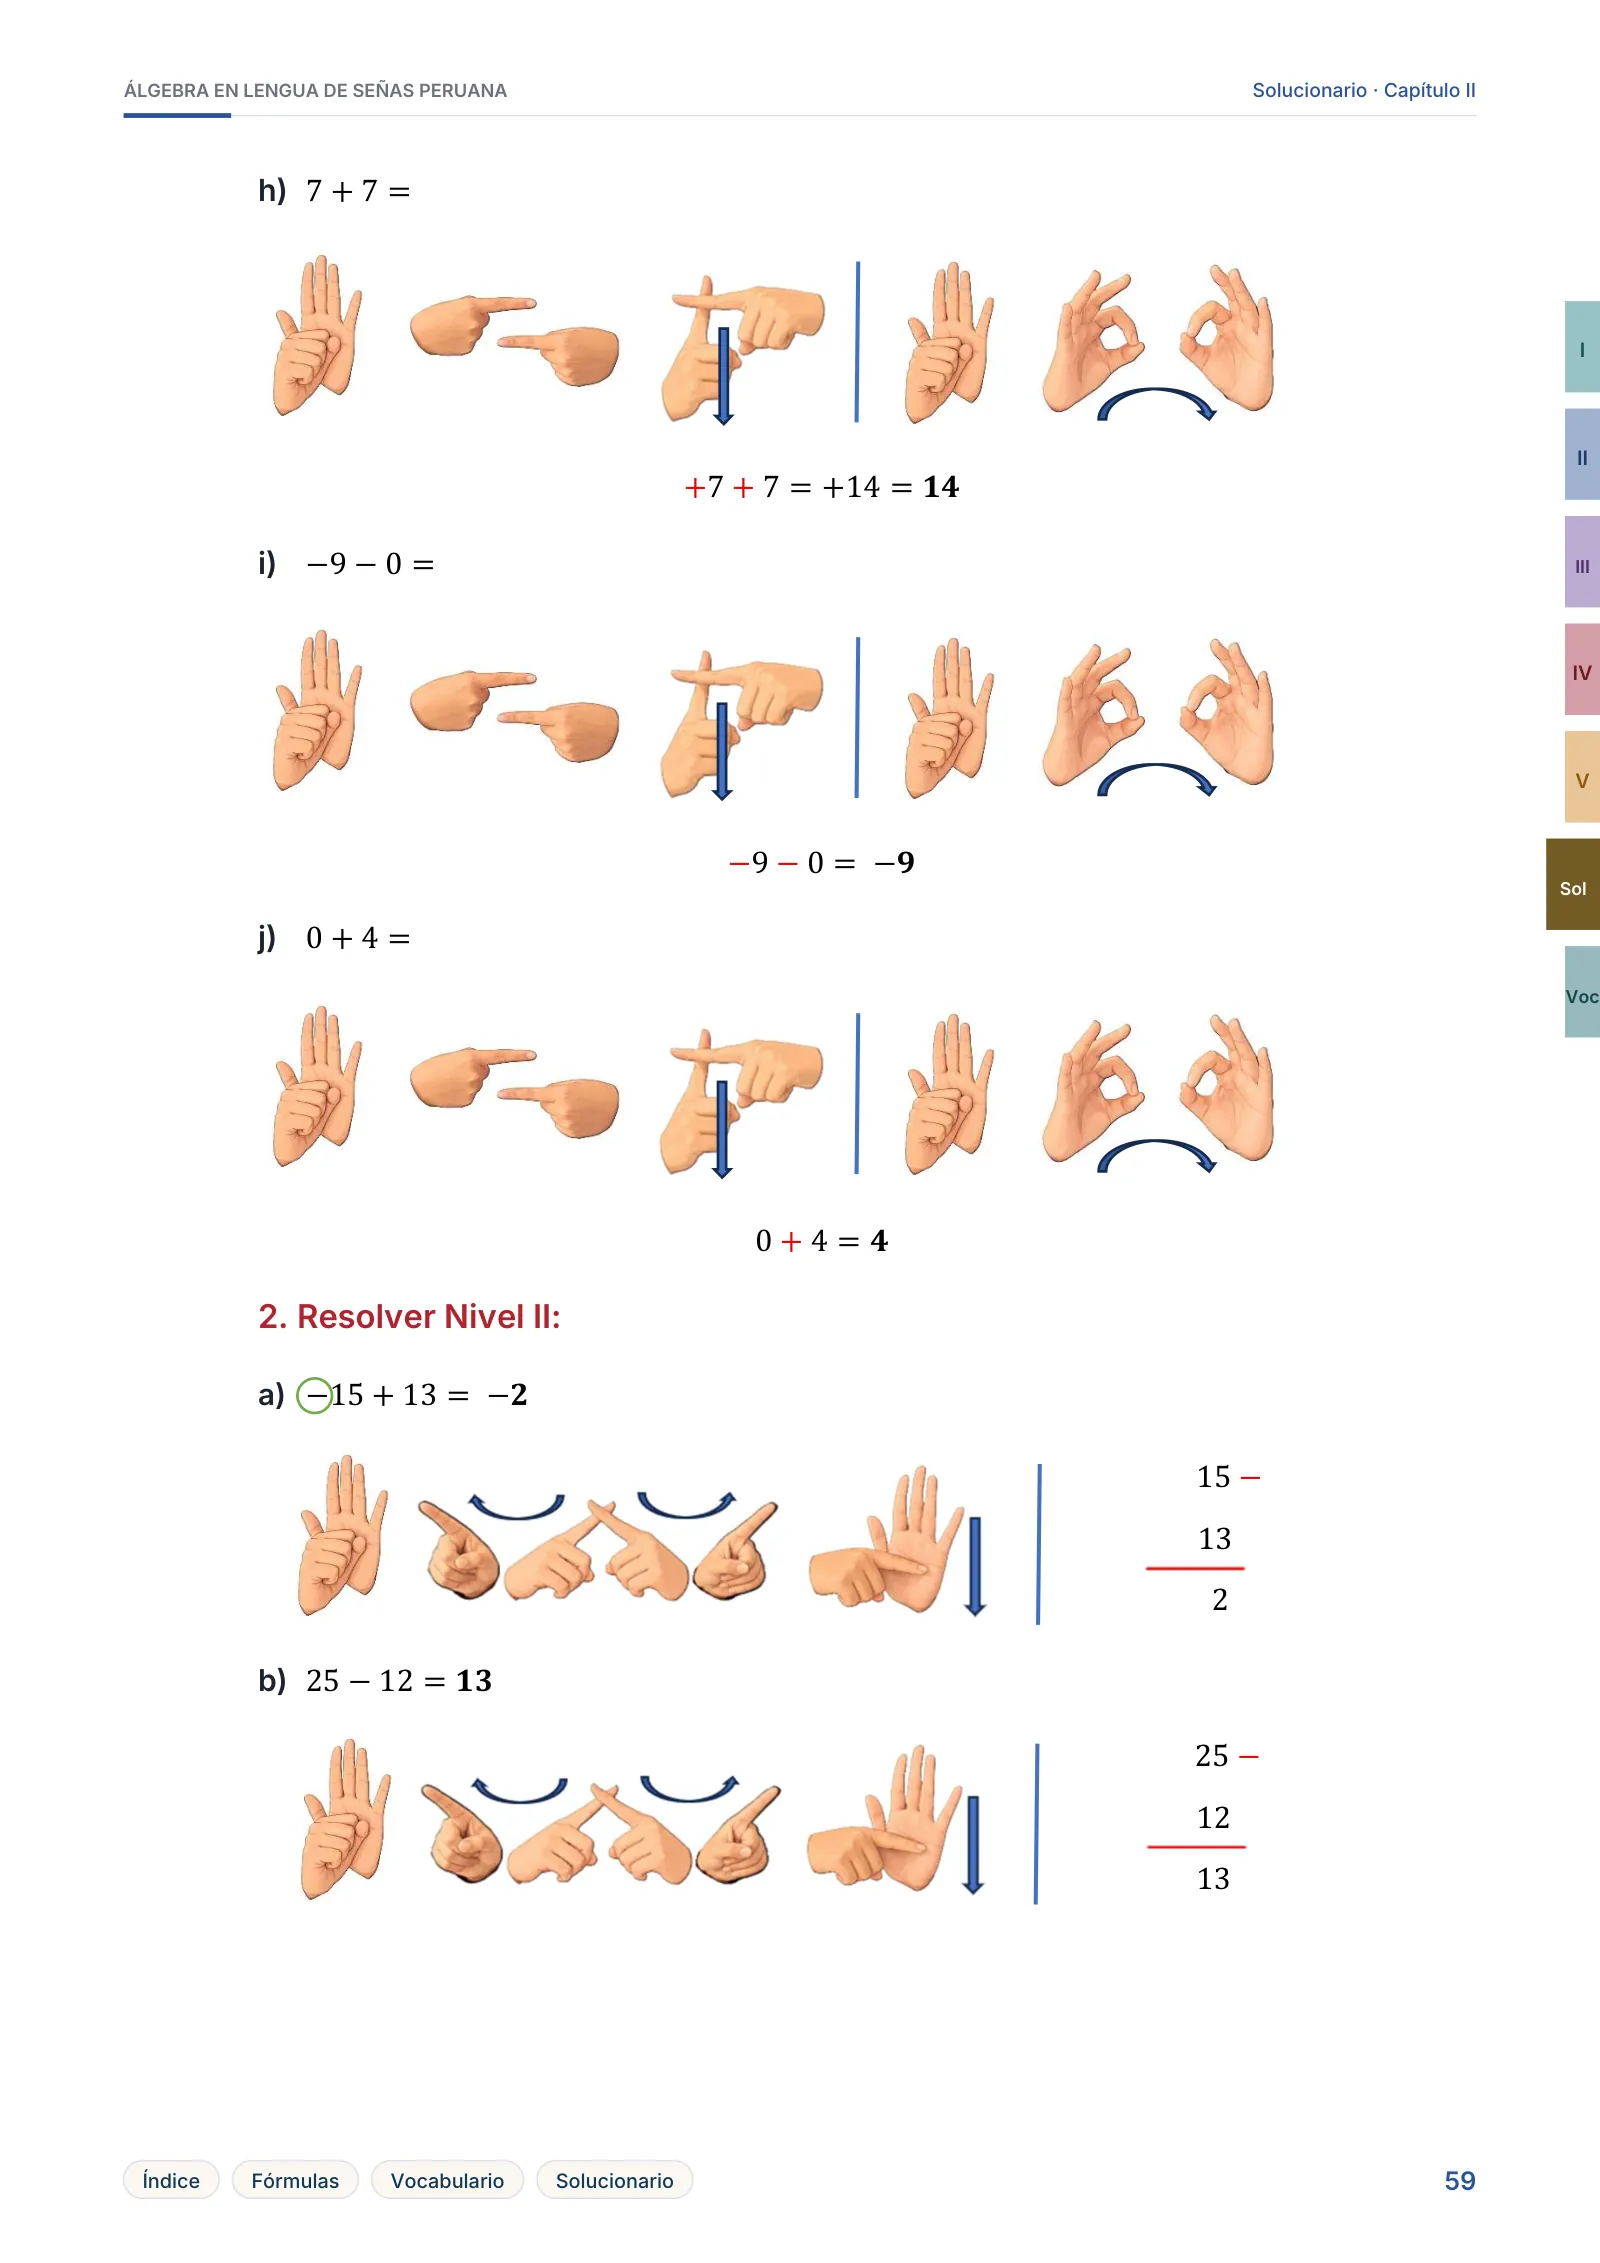 ÁLGEBRA EN LENGUA DE SEÑAS PERUANA
Solucionario · Capítulo II
h) 7 + 7 =
+7 + 7 = +14 = 14
i) −9 − 0 =
−9 − 0 = −9
j) 0 + 4 =
0 + 4 = 4
2. Resolver Nivel II:
a) −15 + 13 = −2
15 −
13
2
b) 25 − 12 = 13
25 −
12
13
I
II
III
IV
V
Sol
Voc
Índice
Fórmulas
Vocabulario
Solucionario
59